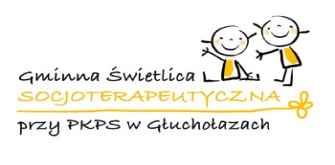 Gminna Świetlica
SOCJOTERAPEUTYCZNA
przy PKPS w Głuchołazach